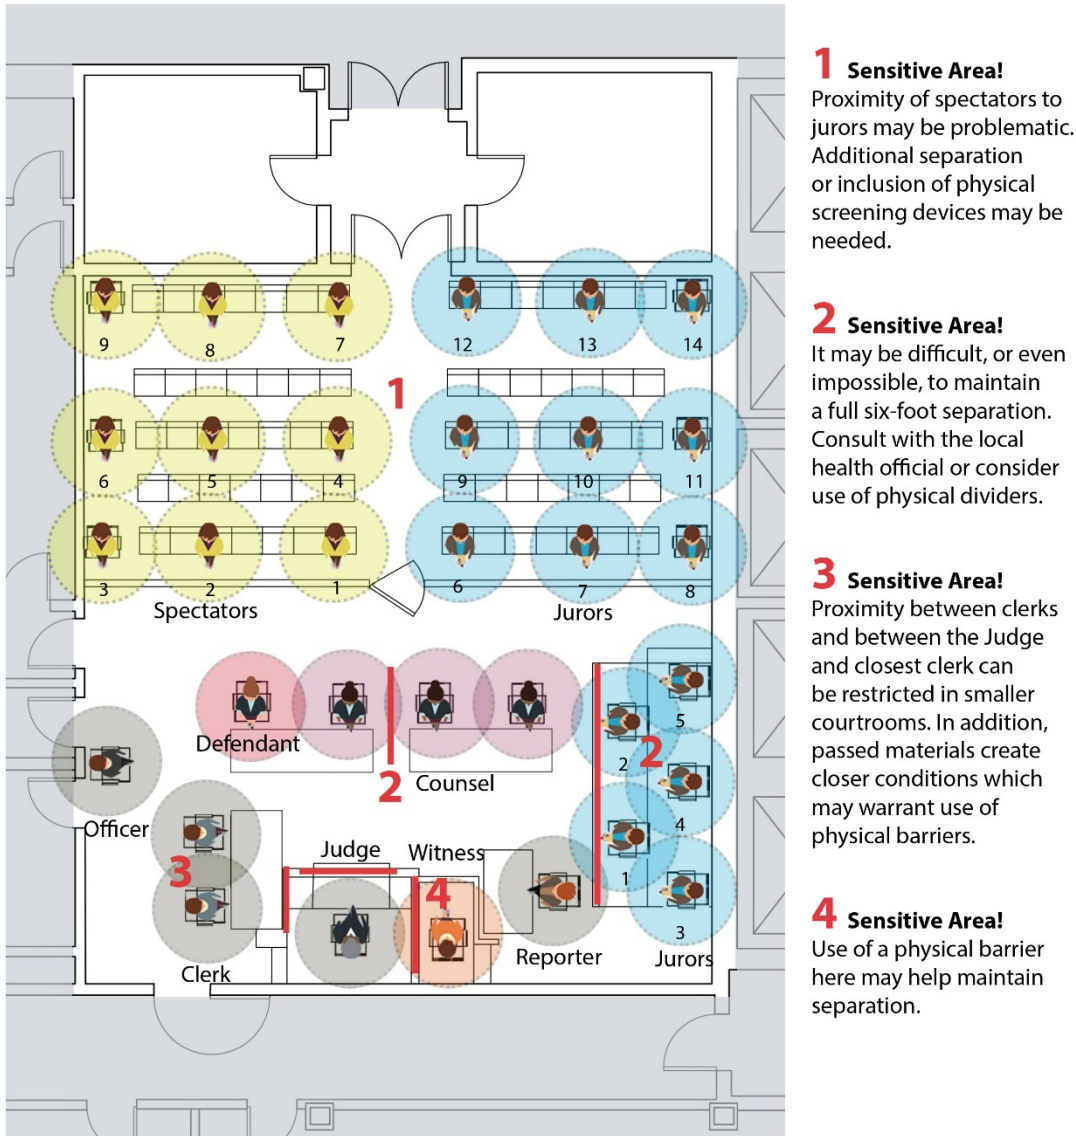 9
8
7
12
13
14
1
6
5
4
9
10
11
3
2
1
6
7
8
Spectators
Jurors
5
Defendant
2
2
2
Counsel
4
Officer
Judge
Witness
3
4
1
3
Clerk
Reporter
Jurors
1 Sensitive Area!
Proximity of spectators to
jurors may be problematic.
Additional separation
or inclusion of physical
screening devices may be
needed.
2 Sensitive Area!
It may be difficult, or even
impossible, to maintain
a full six-foot separation.
Consult with the local
health official or consider
use of physical dividers.
3 Sensitive Area!
Proximity between clerks
and between the Judge
and closest clerk can
be restricted in smaller
courtrooms. In addition,
passed materials create
closer conditions which
may warrant use of
physical barriers.
4 Sensitive Area!
Use of a physical barrier
here may help maintain
separation.